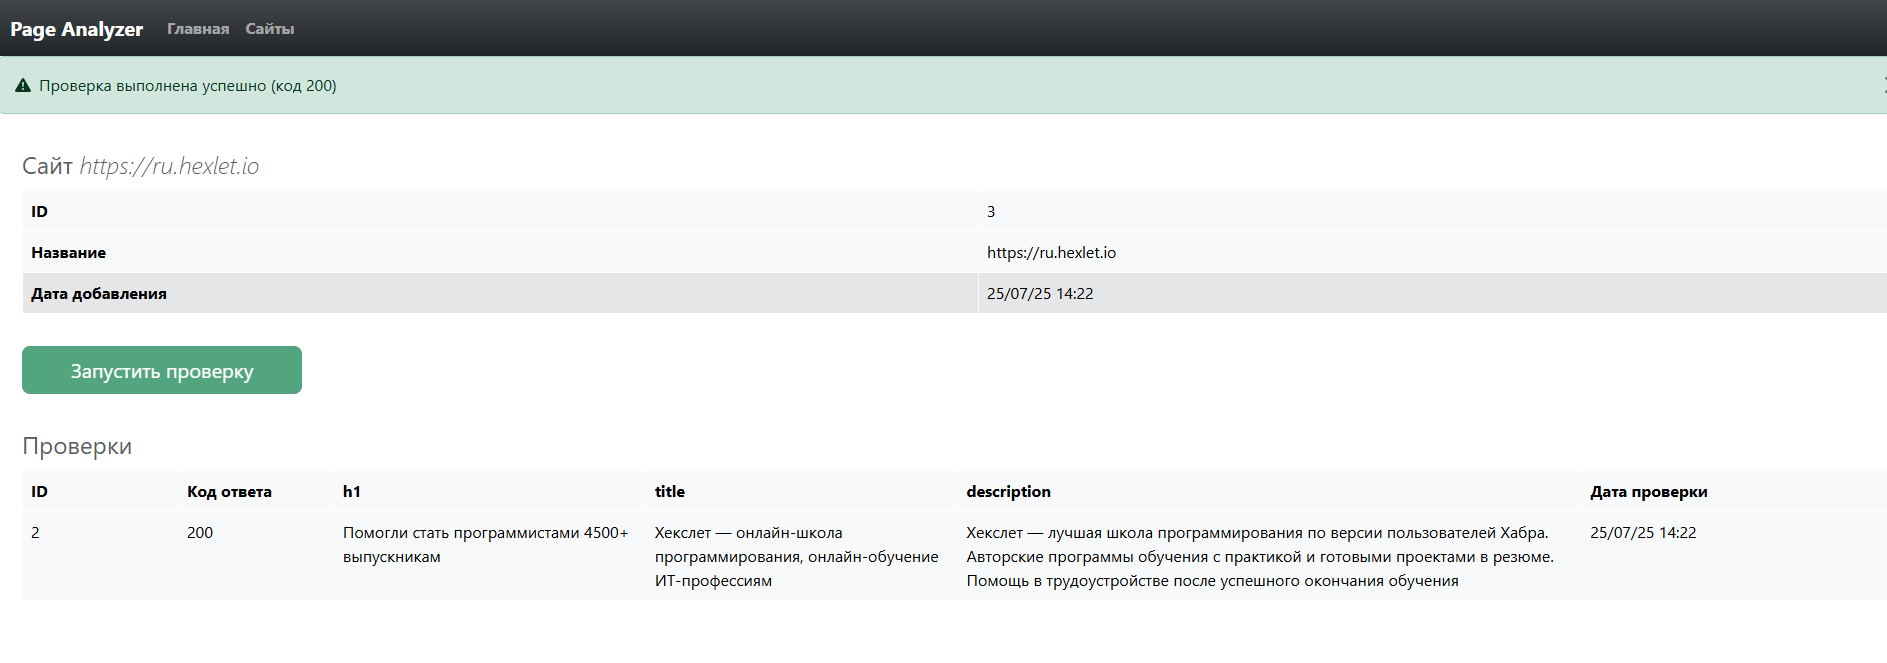 Page Analyzer Главная Сайты
Проверка выполнена успешно (код 200)
Сайт https://ru.hexlet.io
ID 3
Название https://ru.hexlet.io
Дата добавления 25/07/25 14:22
Запустить проверку
Проверки
ID Код ответа h1 title description Дата проверки
2 200 Помогли стать программистами 4500+ Хекслет — онлайн-школа Хекслет — лучшая школа программирования по версии пользователей Хабра. 25/07/25 14:22
выпускникам программирования, онлайн-обучение Авторские программы обучения с практикой и готовыми проектами в резюме.
ИТ-профессиям Помощь в трудоустройстве после успешного окончания обучения